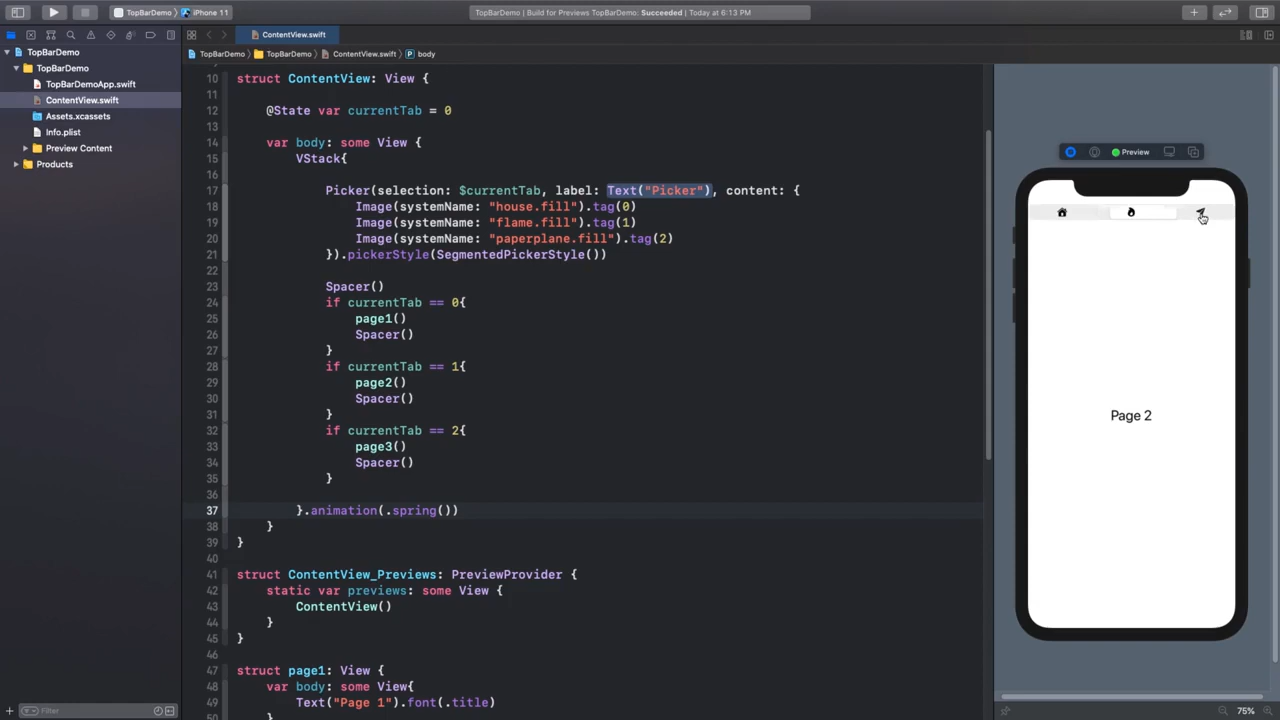 TopBarDemo
iPhone 11
TopBarDemo | Build for Previews TopBarDemo: Succeeded | Today at 6:13 PM
ContentView.swift
TopBarDemo
TopBarDemo
TopBarDemo
ContentView.swift
body
TopBarDemo
TopBarDemoApp.swift
ContentView.swift
Assets.xcassets
Info.plist
Preview Content
Products
10 struct ContentView: View {
11
12 @State var currentTab = 0
13
14 var body: some View {
15 VStack{
16
17 Picker(selection: $currentTab, label: Text("Picker"), content: {
18 Image(systemName: "house.fill").tag(0)
19 Image(systemName: "flame.fill").tag(1)
20 Image(systemName: "paperplane.fill").tag(2)
21 }).pickerStyle(SegmentedPickerStyle())
22
23 Spacer()
24 if currentTab == 0{
25 page1()
26 Spacer()
27 }
28 if currentTab == 1{
29 page2()
30 Spacer()
31 }
32 if currentTab == 2{
33 page3()
34 Spacer()
35 }
36
37 }.animation(.spring())
38 }
39 }
40
41 struct ContentView_Previews: PreviewProvider {
42 static var previews: some View {
43 ContentView()
44 }
45 }
46
47 struct page1: View {
48 var body: some View{
49 Text("Page 1").font(.title)
Preview
Page 2
Filter
75%